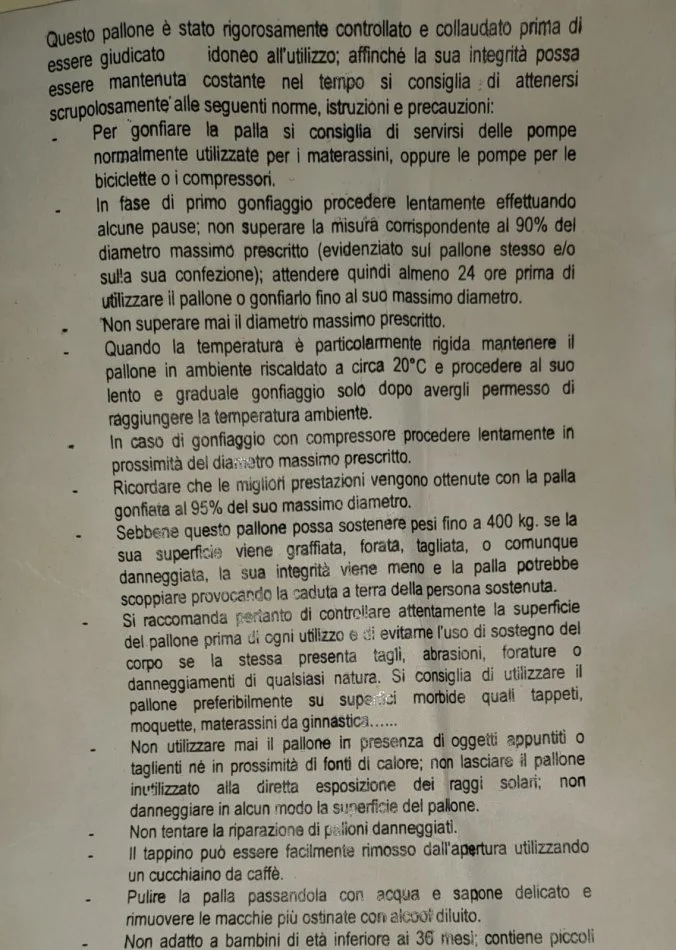 Questo pallone è stato rigorosamente controllato e collaudato prima di
essere giudicato idoneo all'utilizzo; affinché la sua integrità possa
essere mantenuta costante nel tempo si consiglia di attenersi
scrupolosamente alle seguenti norme, istruzioni e precauzioni:
- Per gonfiare la palla si consiglia di servirsi delle pompe
normalmente utilizzate per i materassini, oppure le pompe per le
biciclette o i compressori.
- In fase di primo gonfiaggio procedere lentamente effettuando
alcune pause; non superare la misura corrispondente al 90% del
diametro massimo prescritto (evidenziato sul pallone stesso e/o
sulla sua confezione); attendere quindi almeno 24 ore prima di
utilizzare il pallone o gonfiarlo fino al suo massimo diametro.
- Non superare mai il diametro massimo prescritto.
- Quando la temperatura è particolarmente rigida mantenere il
pallone in ambiente riscaldato a circa 20°C e procedere al suo
lento e graduale gonfiaggio solo dopo avergli permesso di
raggiungere la temperatura ambiente.
- In caso di gonfiaggio con compressore procedere lentamente in
prossimità del diametro massimo prescritto.
- Ricordare che le migliori prestazioni vengono ottenute con la palla
gonfiata al 95% del suo massimo diametro.
- Sebbene questo pallone possa sostenere pesi fino a 400 kg. se la
sua superficie viene graffiata, forata, tagliata, o comunque
danneggiata, la sua integrità viene meno e la palla potrebbe
scoppiare provocando la caduta a terra della persona sostenuta.
- Si raccomanda pertanto di controllare attentamente la superficie
del pallone prima di ogni utilizzo e di evitarne l'uso di sostegno del
corpo se la stessa presenta tagli, abrasioni, forature o
danneggiamenti di qualsiasi natura. Si consiglia di utilizzare il
pallone preferibilmente su superfici morbide quali tappeti,
moquette, materassini da ginnastica......
- Non utilizzare mai il pallone in presenza di oggetti appuntiti o
taglienti né in prossimità di fonti di calore; non lasciare il pallone
inutilizzato alla diretta esposizione dei raggi solari; non
danneggiare in alcun modo la superficie del pallone.
- Non tentare la riparazione di palloni danneggiati.
- Il tappino può essere facilmente rimosso dall'apertura utilizzando
un cucchiaino da caffè.
- Pulire la palla passandola con acqua e sapone delicato e
rimuovere le macchie più ostinate con alcool diluito.
- Non adatto a bambini di età inferiore ai 36 mesi; contiene piccoli